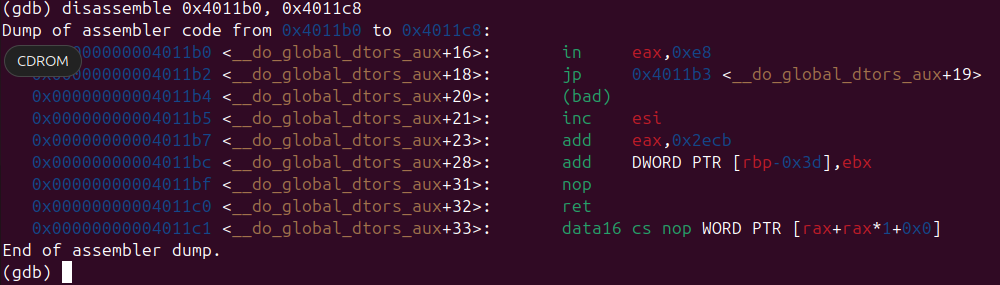 (gdb) disassemble 0x4011b0, 0x4011c8
Dump of assembler code from 0x4011b0 to 0x4011c8:
0000004011b0 <__do_global_dtors_aux+16>: in eax,0xe8
CDROM
0000004011b2 <__do_global_dtors_aux+18>: jp 0x4011b3 <__do_global_dtors_aux+19>
0x00000000004011b4 <__do_global_dtors_aux+20>: (bad)
0x00000000004011b5 <__do_global_dtors_aux+21>: inc esi
0x00000000004011b7 <__do_global_dtors_aux+23>: add eax,0x2ecb
0x00000000004011bc <__do_global_dtors_aux+28>: add DWORD PTR [rbp-0x3d],ebx
0x00000000004011bf <__do_global_dtors_aux+31>: nop
0x00000000004011c0 <__do_global_dtors_aux+32>: ret
0x00000000004011c1 <__do_global_dtors_aux+33>: data16 cs nop WORD PTR [rax+rax*1+0x0]
End of assembler dump.
(gdb)